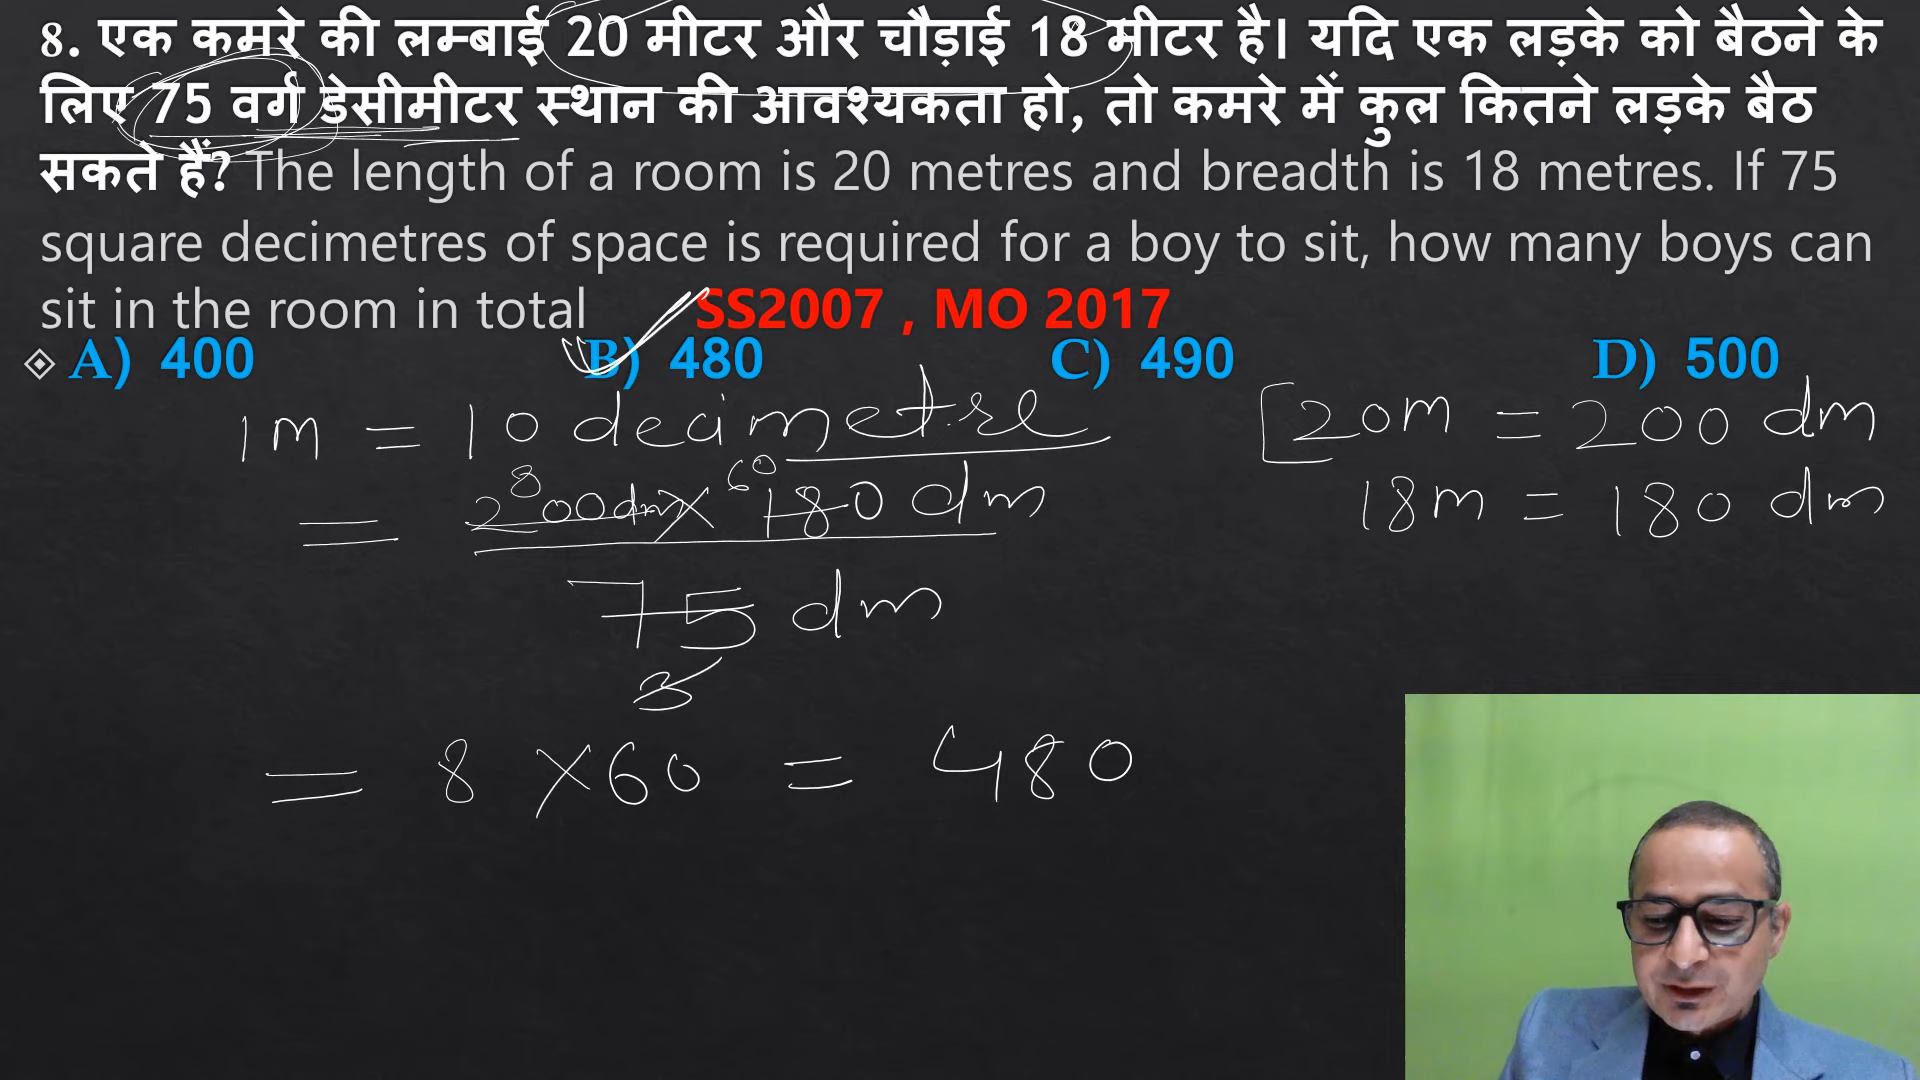 8. एक कमरे की लम्बाई 20 मीटर और चौड़ाई 18 मीटर है। यदि एक लड़के को बैठने के
लिए 75 वर्ग डेसीमीटर स्थान की आवश्यकता हो, तो कमरे में कुल कितने लड़के बैठ
सकते हैं? The length of a room is 20 metres and breadth is 18 metres. If 75
square decimetres of space is required for a boy to sit, how many boys can
sit in the room in total SS2007 , MO 2017
A) 400 B) 480 C) 490 D) 500
1m = 10 decimetre [20m = 200 dm
8 60
= 200dm × 180 dm 18m = 180 dm
75 dm
3
= 8 × 60 = 480